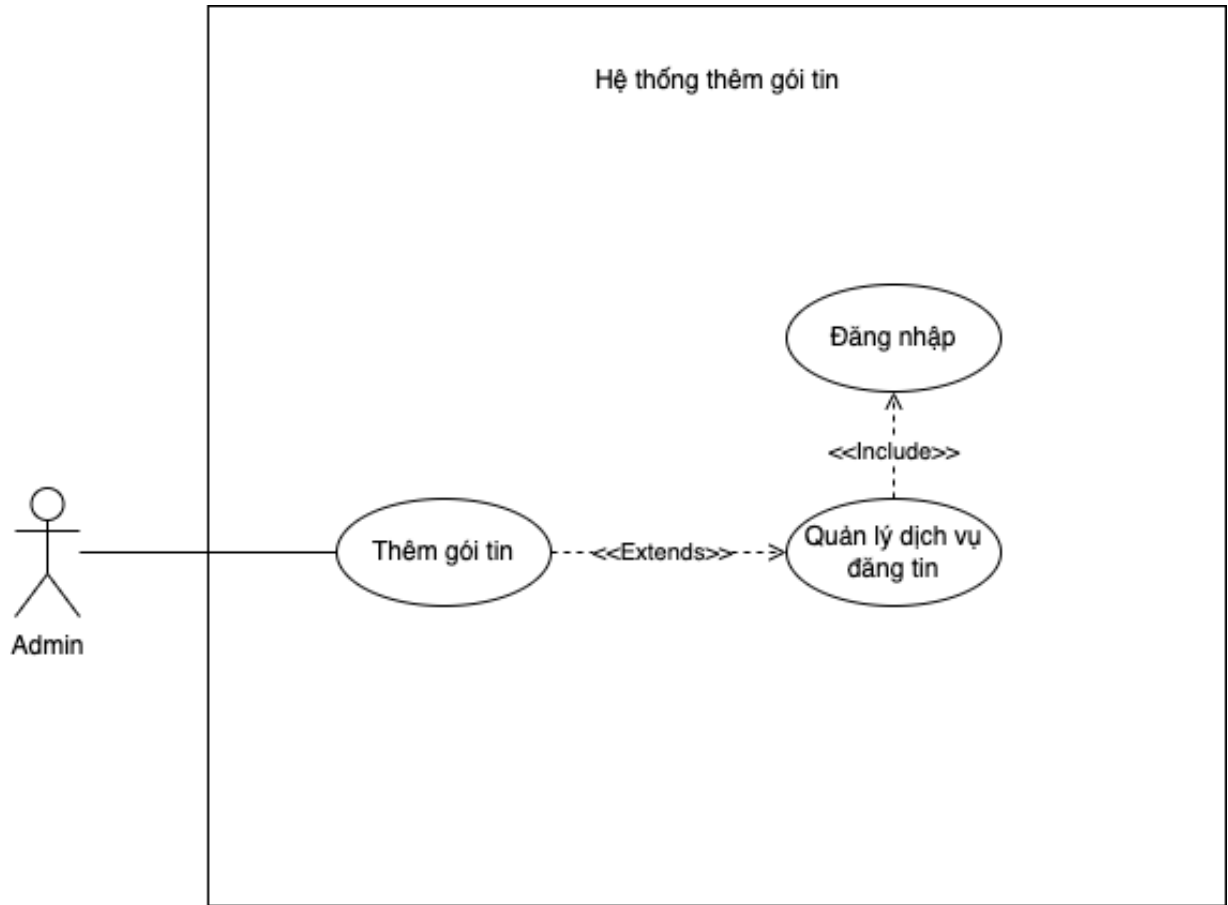 Hệ thống thêm gói tin
Đăng nhập
<<Include>>
Thêm gói tin
<<Extends>>
Quản lý dịch vụ
đăng tin
Admin